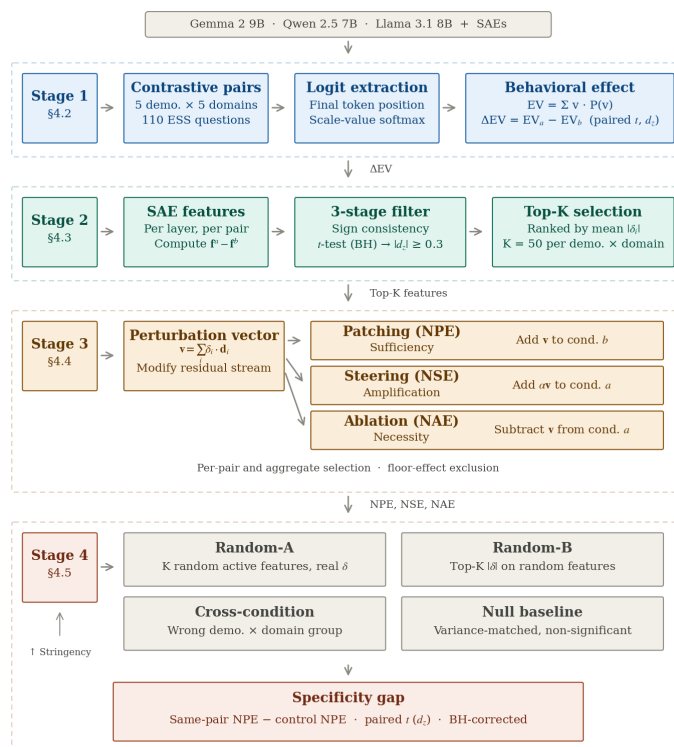 Gemma 2 9B · Qwen 2.5 7B · Llama 3.1 8B + SAEs
Stage 1
§4.2
Contrastive pairs
5 demo. × 5 domains
110 ESS questions
Logit extraction
Final token position
Scale-value softmax
Behavioral effect
EV = Σ v · P(v)
ΔEV = EVₐ − EV_b (paired t, d_z)
ΔEV
Stage 2
§4.3
SAE features
Per layer, per pair
Compute fᵃ − fᵇ
3-stage filter
Sign consistency
t-test (BH) → |d_z| ≥ 0.3
Top-K selection
Ranked by mean |δᵢ|
K = 50 per demo. × domain
Top-K features
Stage 3
§4.4
Perturbation vector
v = ∑ᵢ δᵢ · dᵢ
Modify residual stream
Patching (NPE)
Sufficiency
Add v to cond. b
Steering (NSE)
Amplification
Add αv to cond. a
Ablation (NAE)
Necessity
Subtract v from cond. a
Per-pair and aggregate selection · floor-effect exclusion
NPE, NSE, NAE
Stage 4
§4.5
↑ Stringency
Random-A
K random active features, real δ
Random-B
Top-K |δ| on random features
Cross-condition
Wrong demo. × domain group
Null baseline
Variance-matched, non-significant
Specificity gap
Same-pair NPE − control NPE · paired t (d_z) · BH-corrected